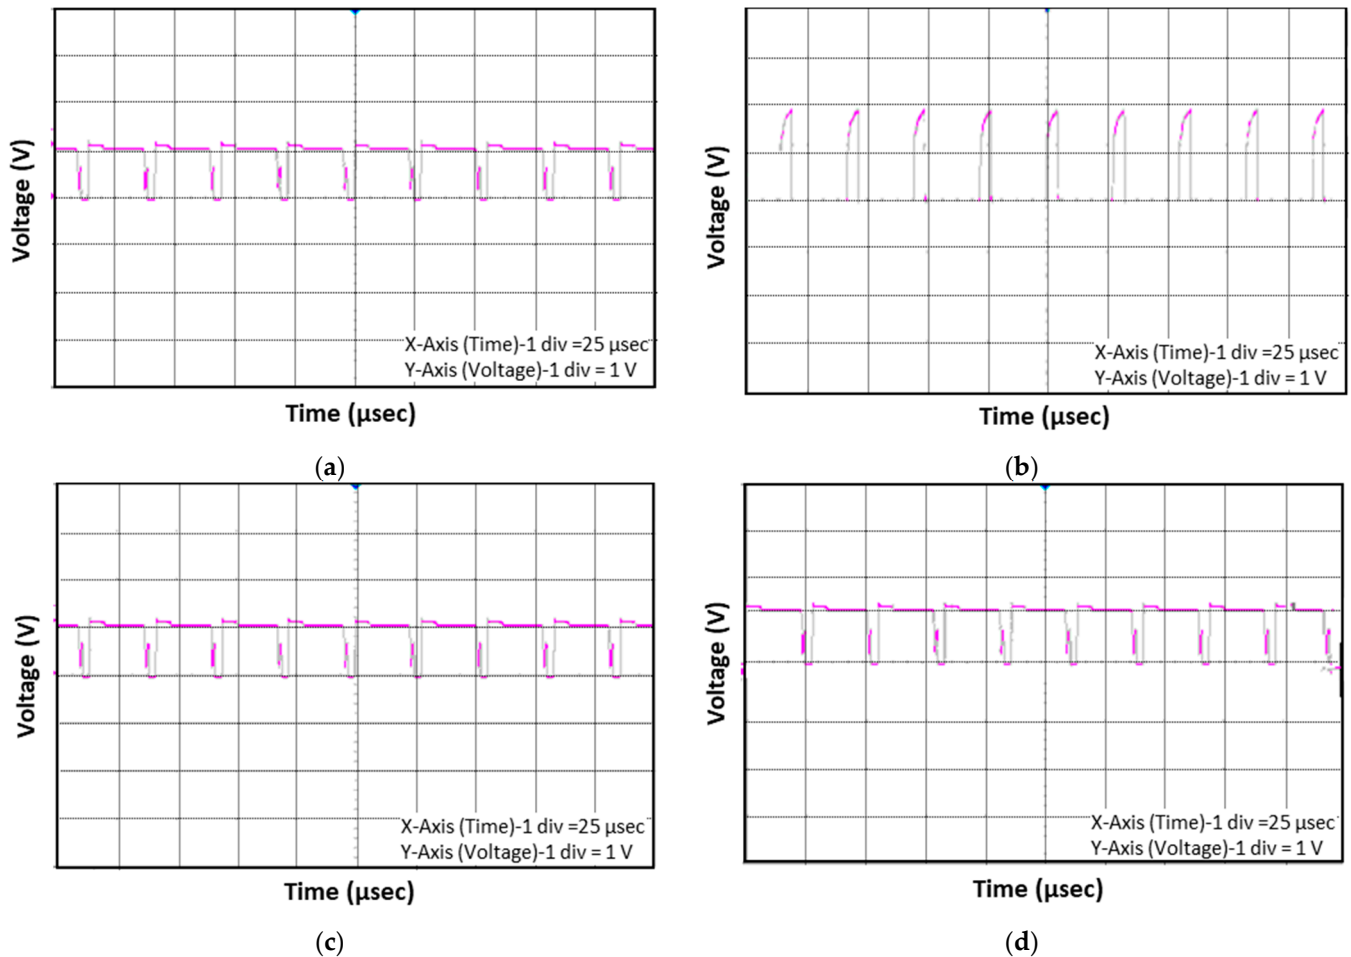 Voltage (V)
X-Axis (Time)-1 div =25 μsec
Y-Axis (Voltage)-1 div = 1 V
Time (μsec)
(a)
Voltage (V)
X-Axis (Time)-1 div =25 μsec
Y-Axis (Voltage)-1 div = 1 V
Time (μsec)
(b)
Voltage (V)
X-Axis (Time)-1 div =25 μsec
Y-Axis (Voltage)-1 div = 1 V
Time (μsec)
(c)
Voltage (V)
X-Axis (Time)-1 div =25 μsec
Y-Axis (Voltage)-1 div = 1 V
Time (μsec)
(d)